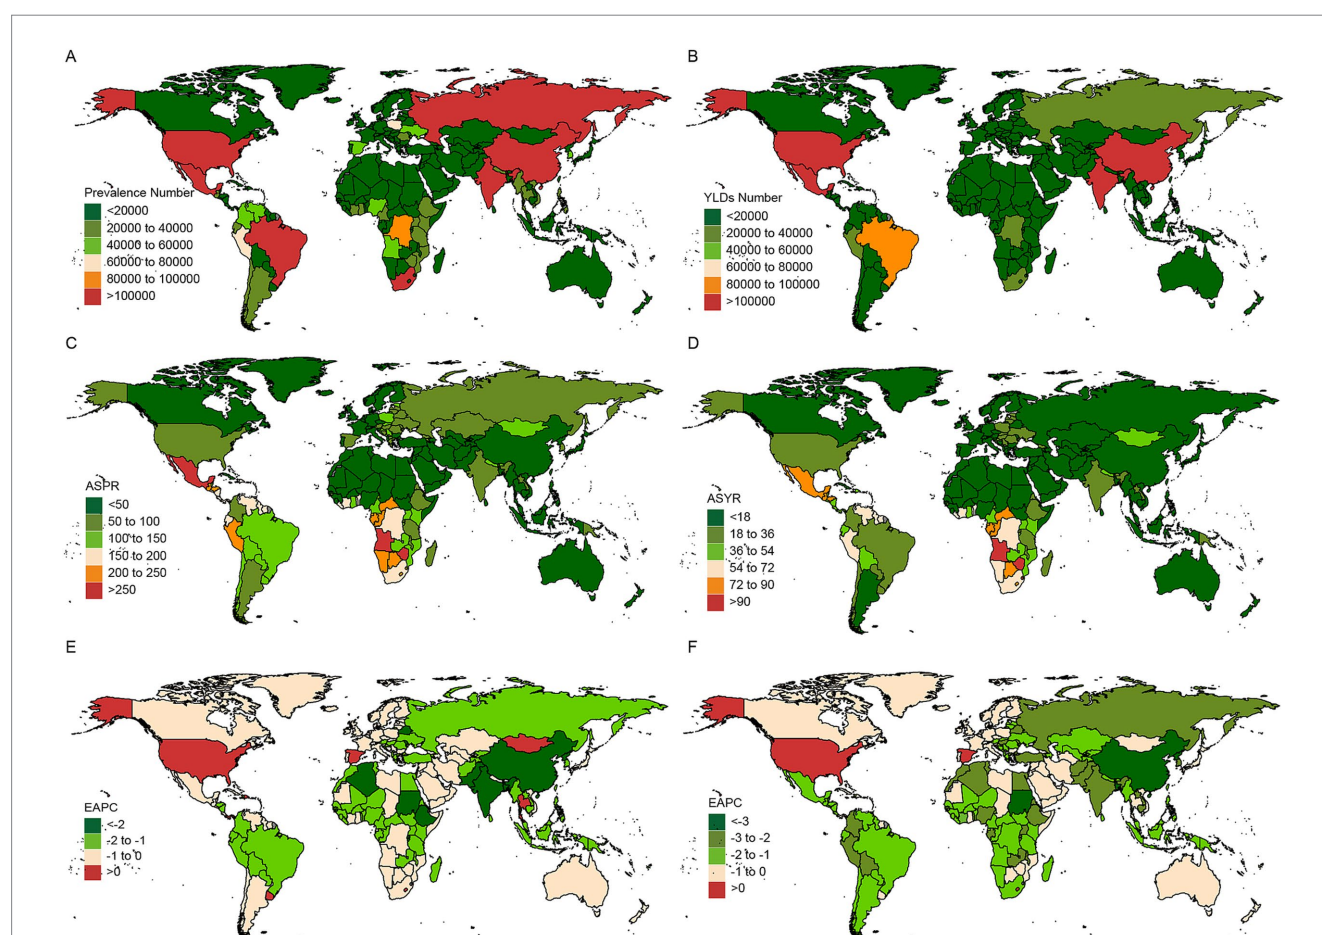 A
Prevalence Number
<20000
20000 to 40000
40000 to 60000
60000 to 80000
80000 to 100000
>100000
B
YLDs Number
<20000
20000 to 40000
40000 to 60000
60000 to 80000
80000 to 100000
>100000
C
ASPR
<50
50 to 100
100 to 150
150 to 200
200 to 250
>250
D
ASYR
<18
18 to 36
36 to 54
54 to 72
72 to 90
>90
E
EAPC
<-2
-2 to -1
-1 to 0
>0
F
EAPC
<-3
-3 to -2
-2 to -1
-1 to 0
>0